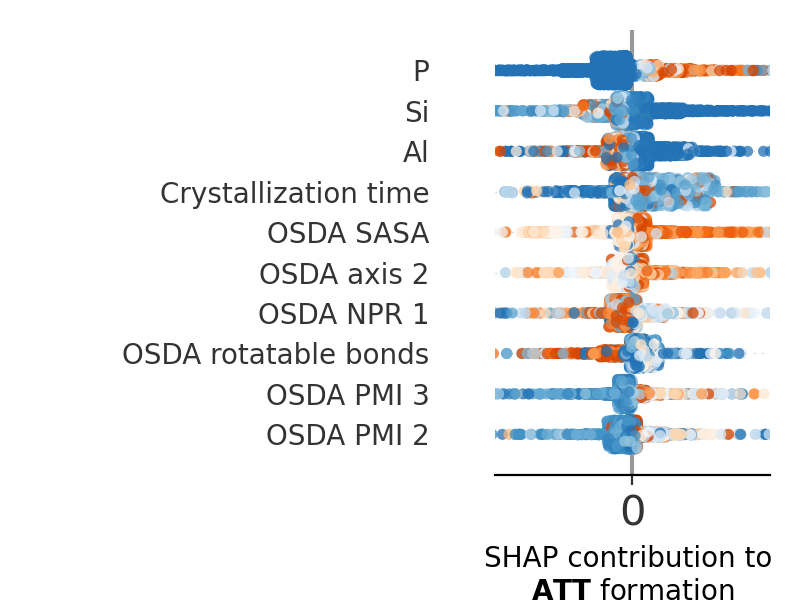 P
Si
Al
Crystallization time
OSDA SASA
OSDA axis 2
OSDA NPR 1
OSDA rotatable bonds
OSDA PMI 3
OSDA PMI 2
0
SHAP contribution to
ATT formation